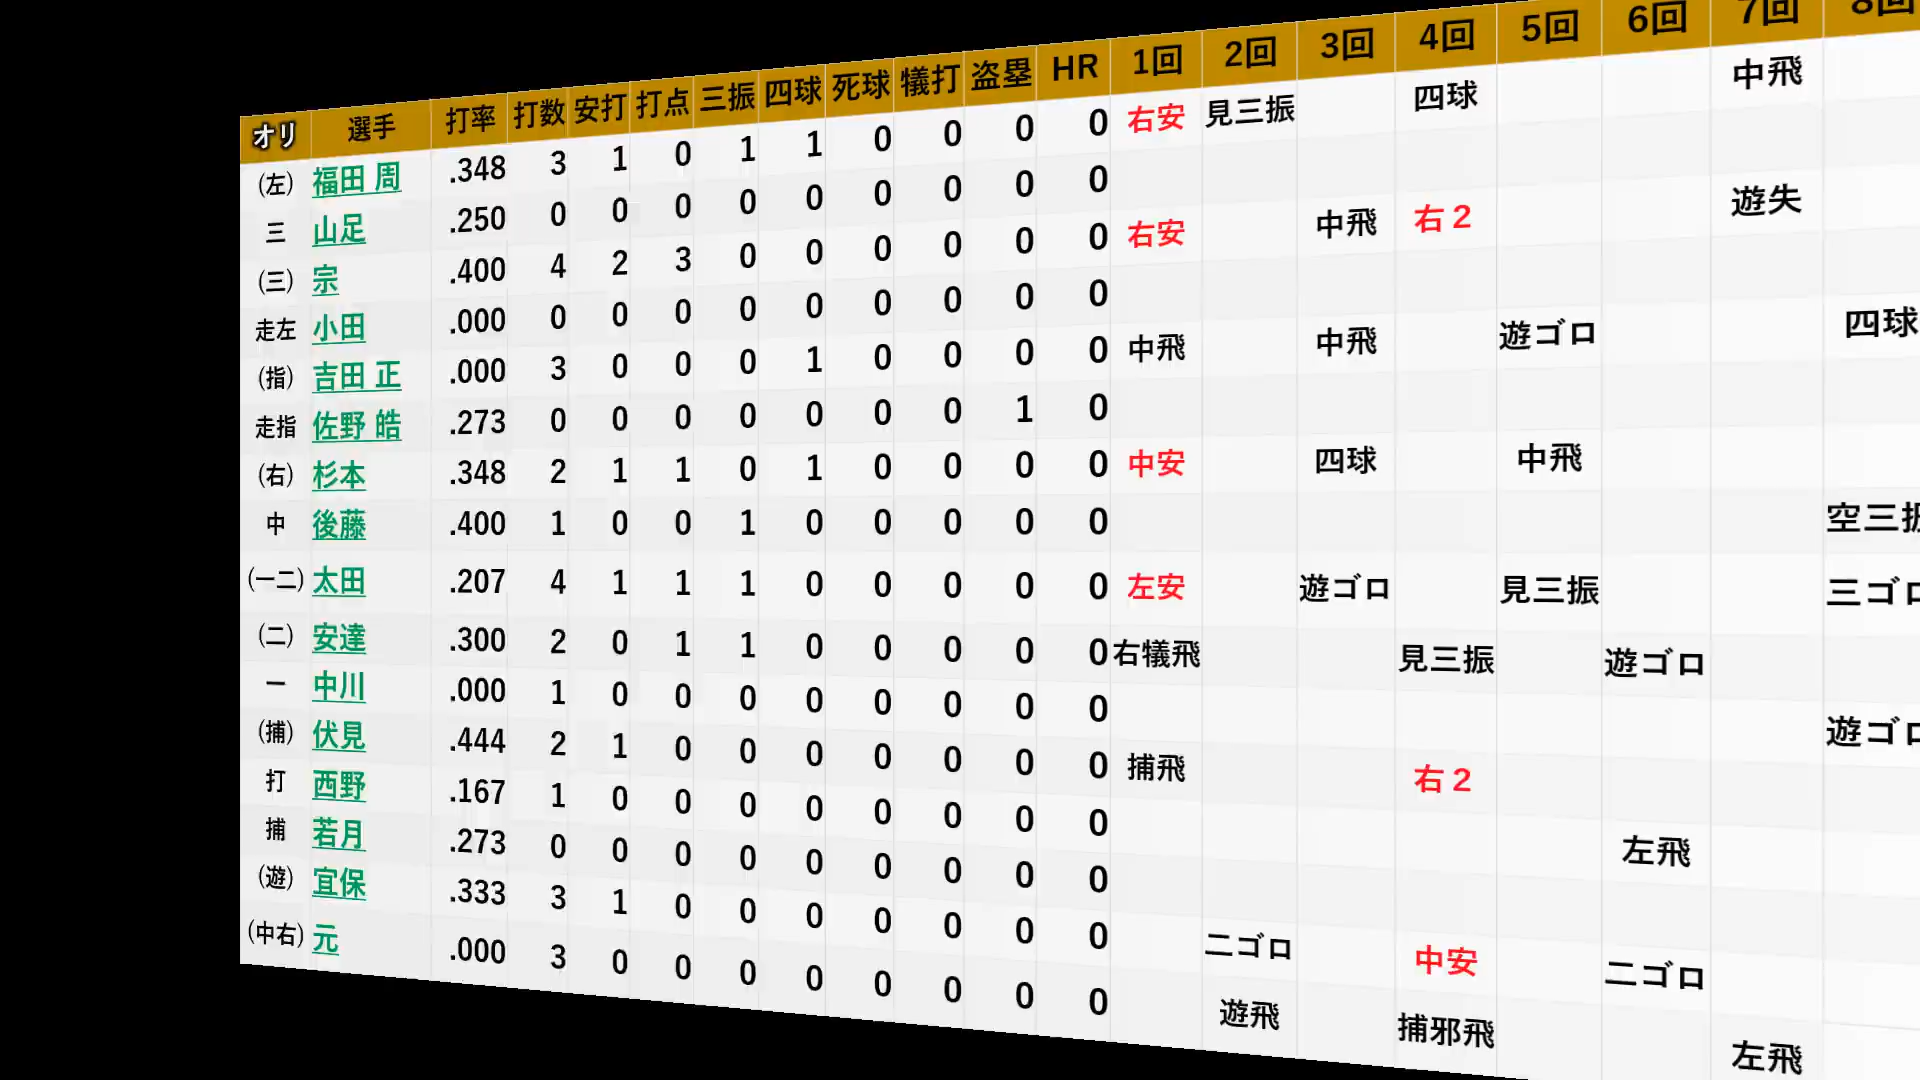 オリ 選手 打率 打数 安打 打点 三振 四球 死球 犠打 盗塁 HR 1回 2回 3回 4回 5回 6回 7回 8回
(左) 福田 周 .348 3 1 0 1 1 0 0 0 0 右安 見三振 四球 中飛
三 山足 .250 0 0 0 0 0 0 0 0 0
(三) 宗 .400 4 2 3 0 0 0 0 0 0 右安 中飛 右２ 遊失
走左 小田 .000 0 0 0 0 0 0 0 0 0
(指) 吉田 正 .000 3 0 0 0 1 0 0 0 0 中飛 中飛 遊ゴロ 四球
走指 佐野 皓 .273 0 0 0 0 0 0 0 1 0
(右) 杉本 .348 2 1 1 0 1 0 0 0 0 中安 四球 中飛
中 後藤 .400 1 0 0 1 0 0 0 0 0 空三振
(一二) 太田 .207 4 1 1 1 0 0 0 0 0 左安 遊ゴロ 見三振 三ゴロ
(二) 安達 .300 2 0 1 1 0 0 0 0 0 右犠飛 見三振 遊ゴロ
一 中川 .000 1 0 0 0 0 0 0 0 0 遊ゴロ
(捕) 伏見 .444 2 1 0 0 0 0 0 0 0 捕飛 右２
打 西野 .167 1 0 0 0 0 0 0 0 0 左飛
捕 若月 .273 0 0 0 0 0 0 0 0 0
(遊) 宜保 .333 3 1 0 0 0 0 0 0 0 二ゴロ 中安 二ゴロ
(中右) 元 .000 3 0 0 0 0 0 0 0 0 遊飛 捕邪飛 左飛